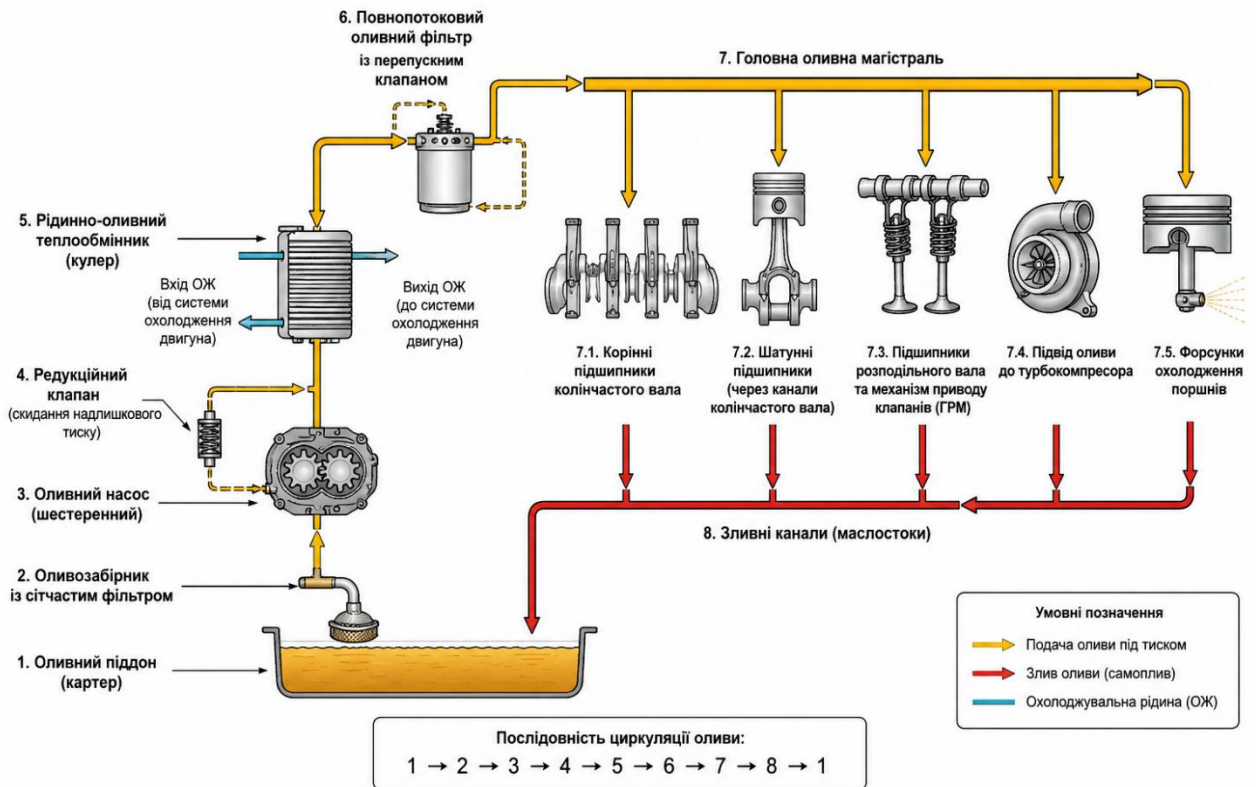 6. Повнопотоковий
оливний фільтр
із перепускним
клапаном
7. Головна оливна магістраль
5. Рідинно-оливний
теплообмінник
(кулер)
Вхід ОЖ
(від системи
охолодження
двигуна)
Вихід ОЖ
(до системи
охолодження
двигуна)
4. Редукційний
клапан
(скидання надлишкового
тиску)
3. Оливний насос
(шестеренний)
2. Оливозабірник
із сітчастим фільтром
1. Оливний піддон
(картер)
7.1. Корінні
підшипники
колінчастого вала
7.2. Шатунні
підшипники
(через канали
колінчастого вала)
7.3. Підшипники
розподільного вала
та механізм приводу
клапанів (ГРМ)
7.4. Підвід оливи
до турбокомпресора
7.5. Форсунки
охолодження
поршнів
8. Зливні канали (маслостоки)
Умовні позначення
Подача оливи під тиском
Злив оливи (самоплив)
Охолоджувальна рідина (ОЖ)
Послідовність циркуляції оливи:
1 → 2 → 3 → 4 → 5 → 6 → 7 → 8 → 1